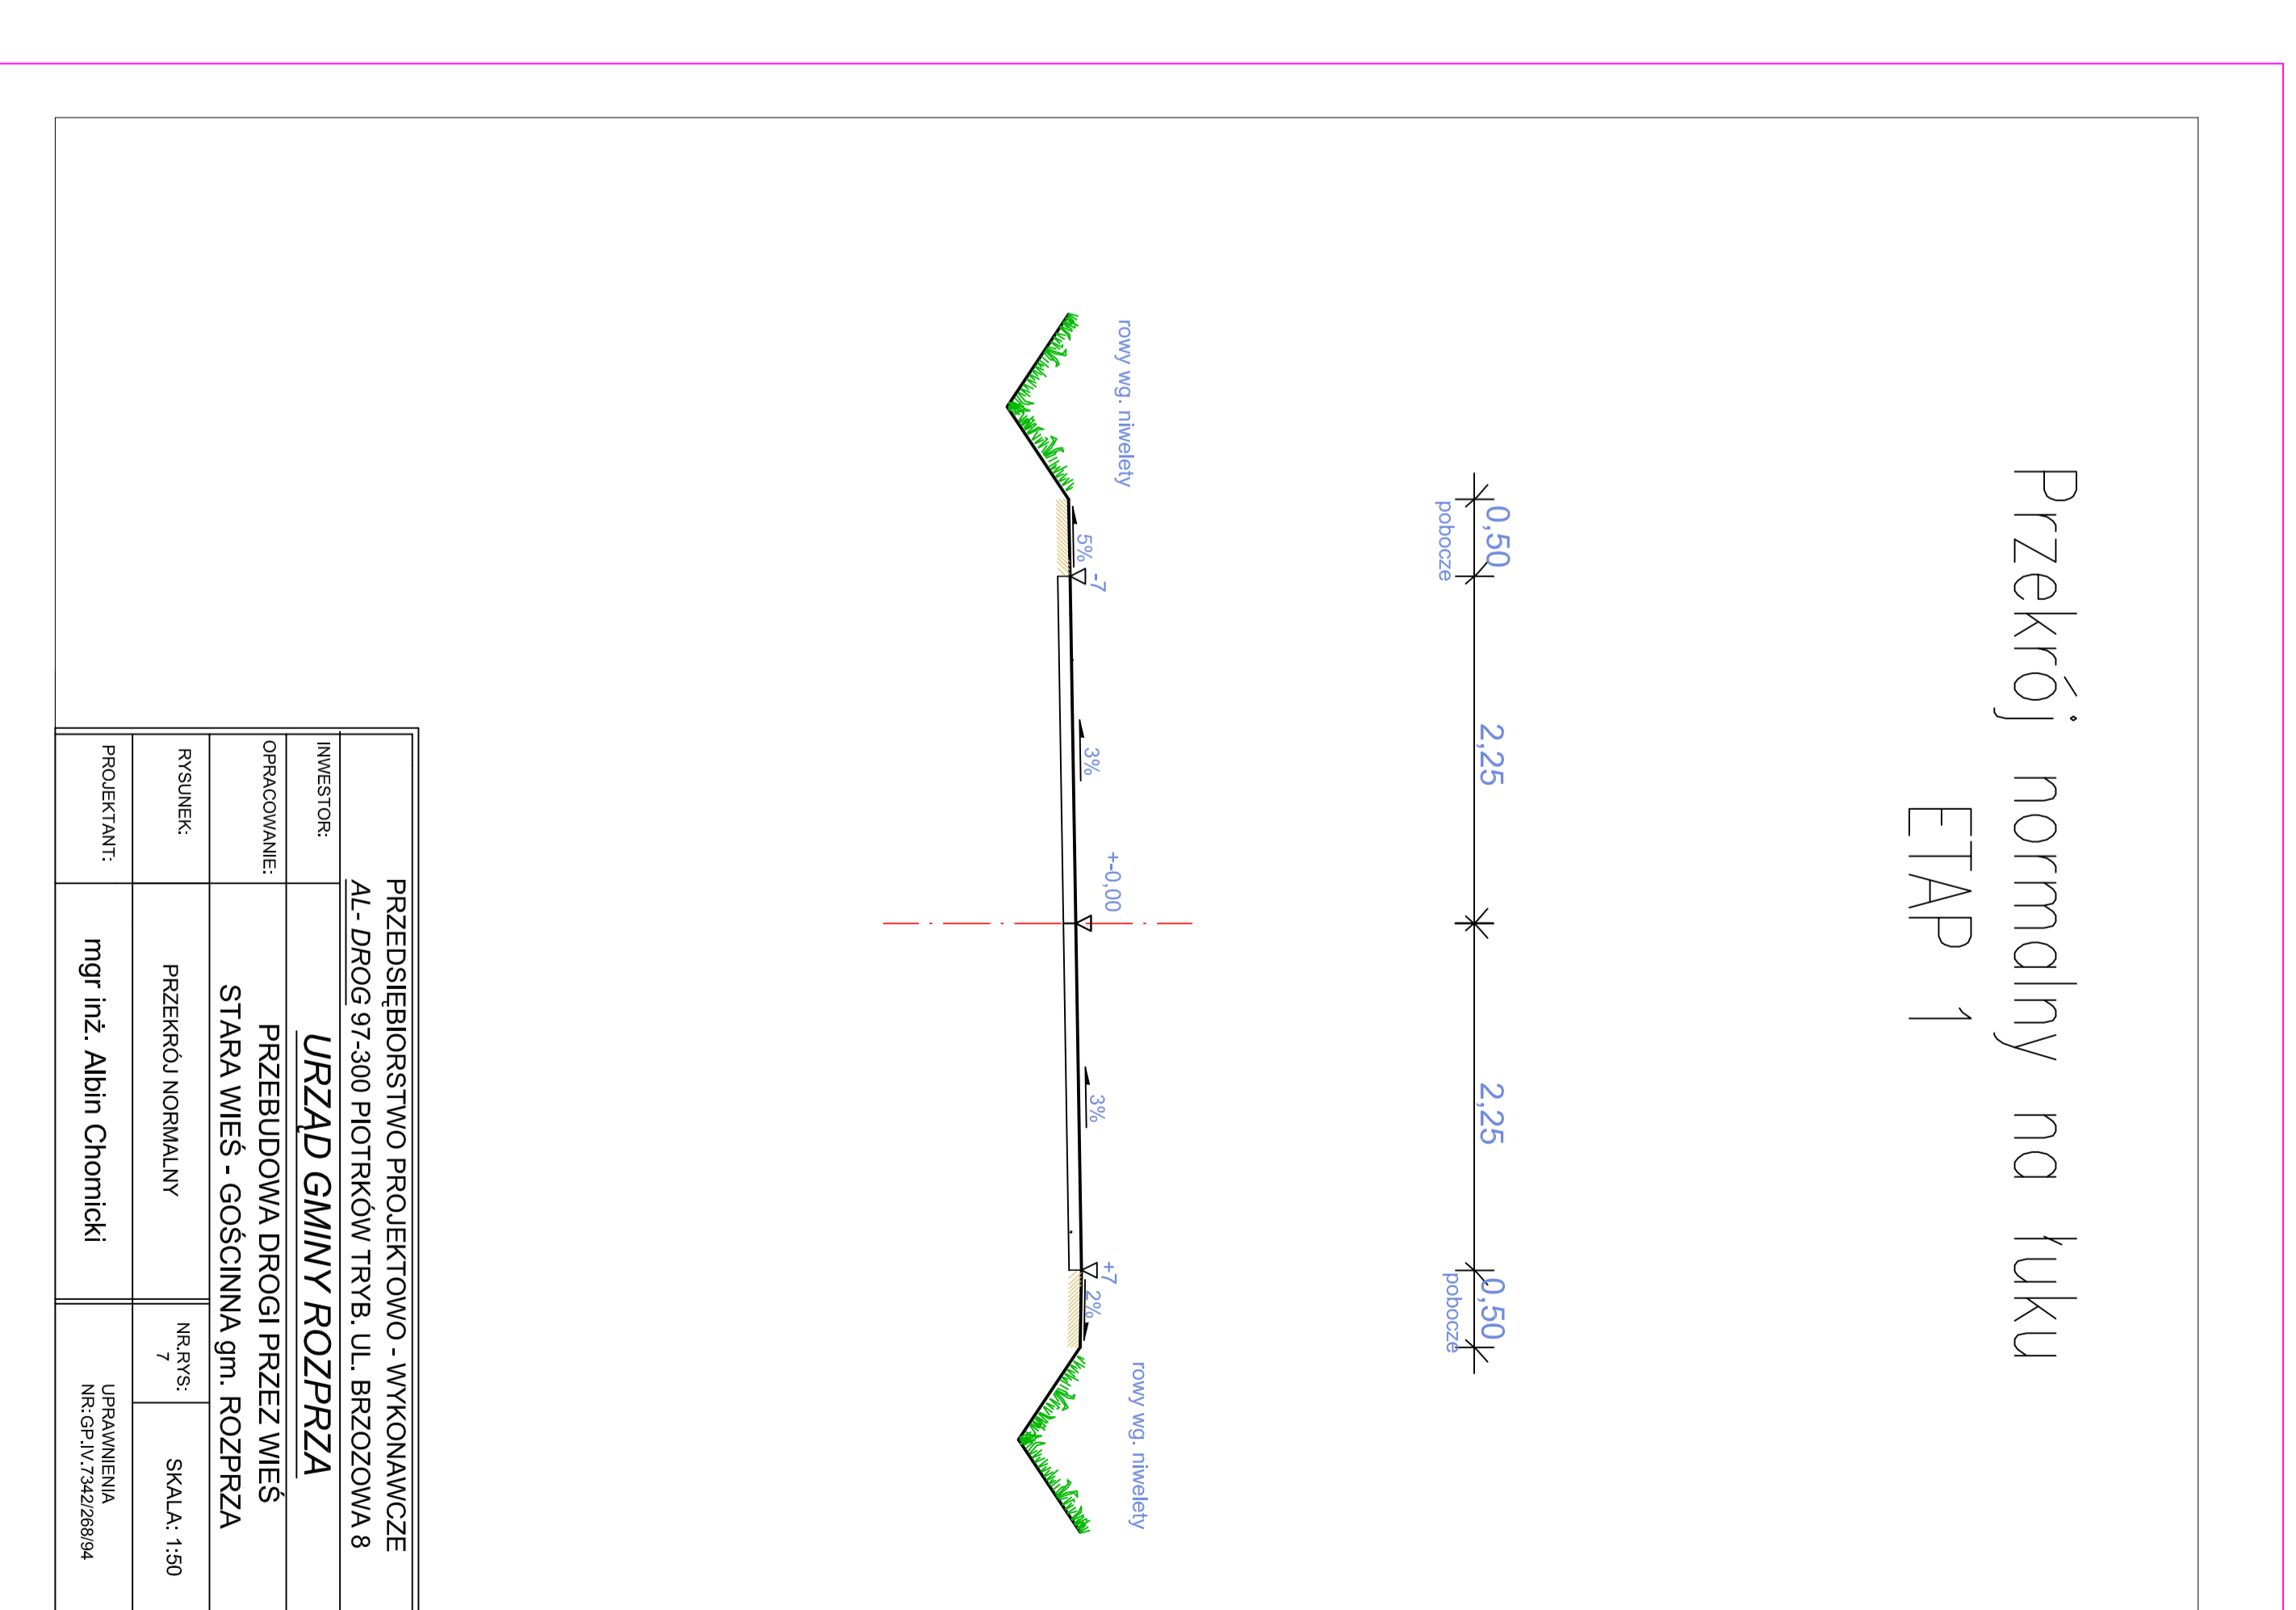 Przekrój normalny na łuku
ETAP 1
0,50
2,25
2,25
0,50
pobocze
pobocze
rowy wg. niwelety
rowy wg. niwelety
-7
+-0,00
+7
5%
3%
3%
2%
PRZEDSIĘBIORSTWO PROJEKTOWO - WYKONAWCZE
AL- DROG 97-300 PIOTRKÓW TRYB. UL. BRZOZOWA 8
INWESTOR:
URZĄD GMINY ROZPRZA
OPRACOWANIE:
PRZEBUDOWA DROGI PRZEZ WIEŚ
STARA WIEŚ - GOŚCINNA gm. ROZPRZA
RYSUNEK:
PRZEKRÓJ NORMALNY
NR.RYS:
7
SKALA: 1:50
PROJEKTANT:
mgr inż. Albin Chomicki
UPRAWNIENIA
NR:GP.IV.7342/268/94